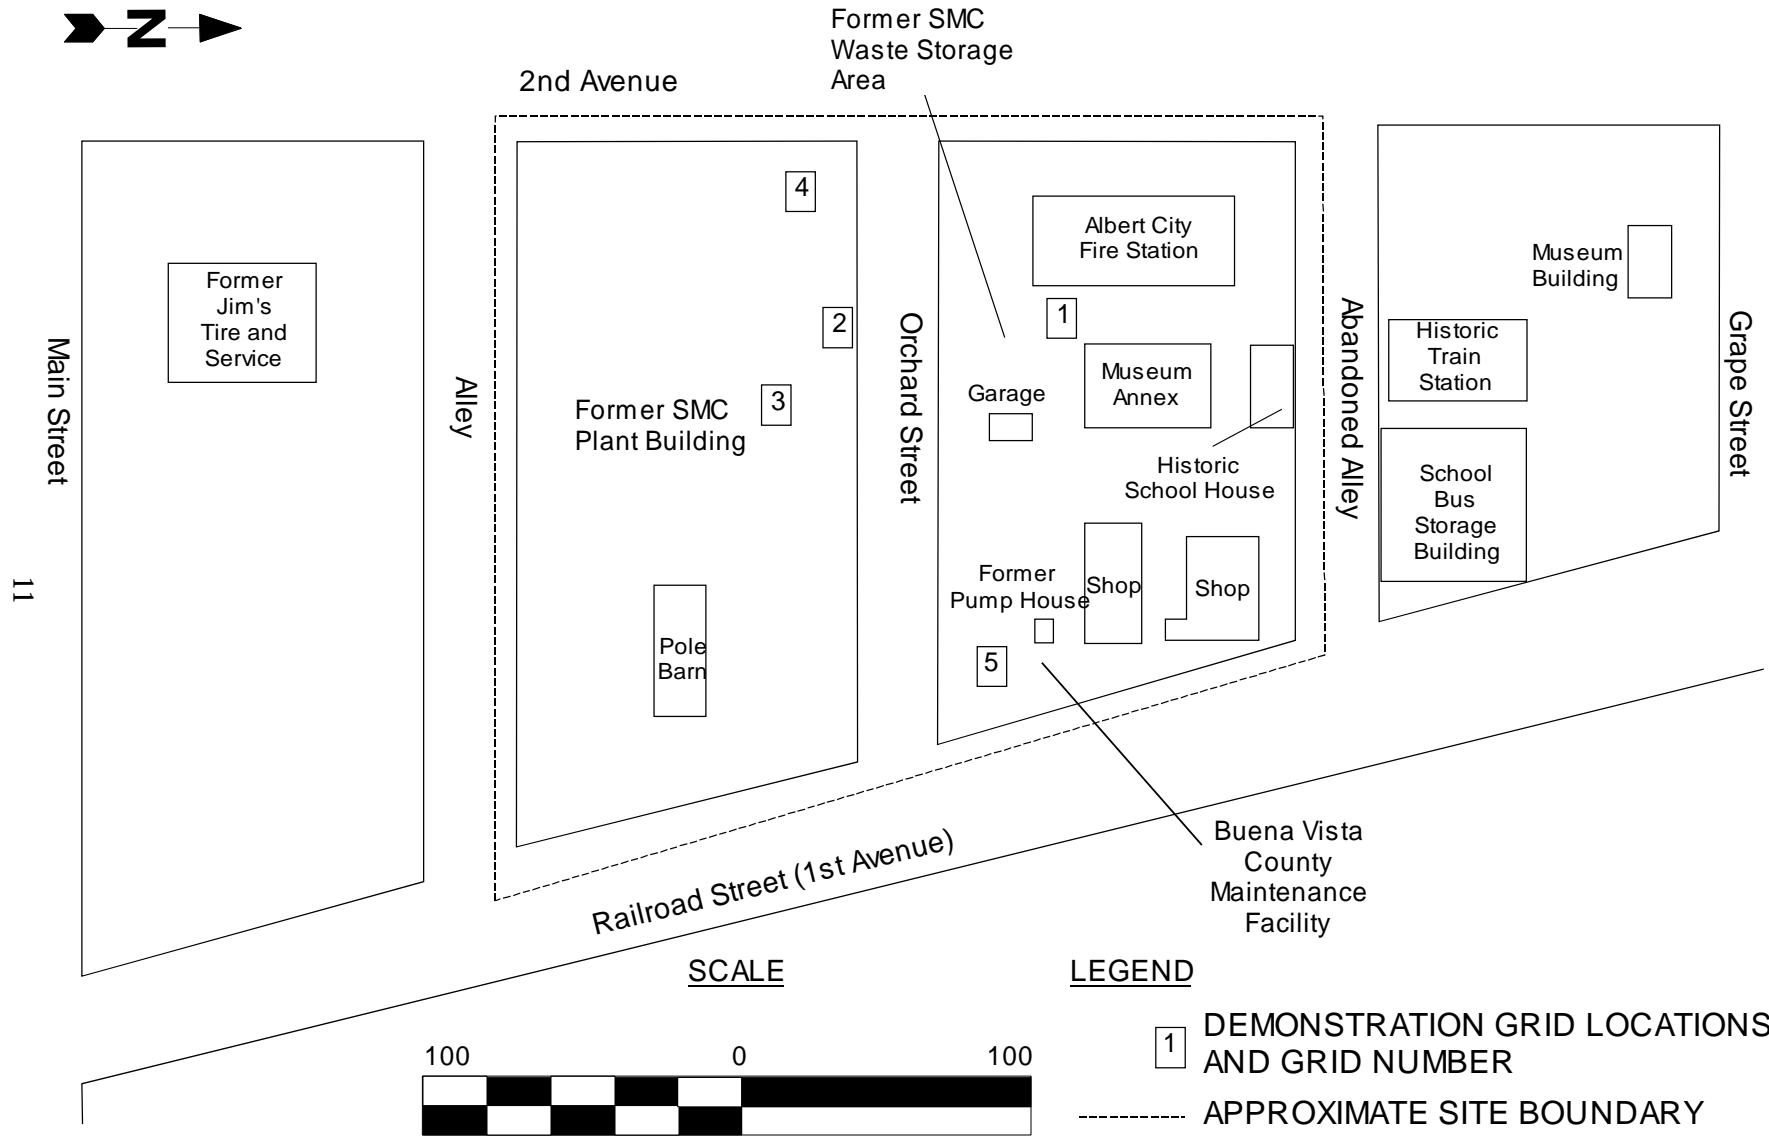 N
Former SMC
Waste Storage
Area
2nd Avenue
4
Albert City
Fire Station
Museum
Building
Former
Jim's
Tire and
Service
1
2
Historic
Train
Station
Main Street
Alley
Orchard Street
Abandoned Alley
Grape Street
3
Garage
Museum
Annex
Former SMC
Plant Building
Historic
School House
School
Bus
Storage
Building
Former
Pump House
Shop
Shop
11
Pole
Barn
5
Buena Vista
County
Maintenance
Facility
Railroad Street (1st Avenue)
SCALE
100 0 100
LEGEND
1 DEMONSTRATION GRID LOCATIONS
AND GRID NUMBER
APPROXIMATE SITE BOUNDARY